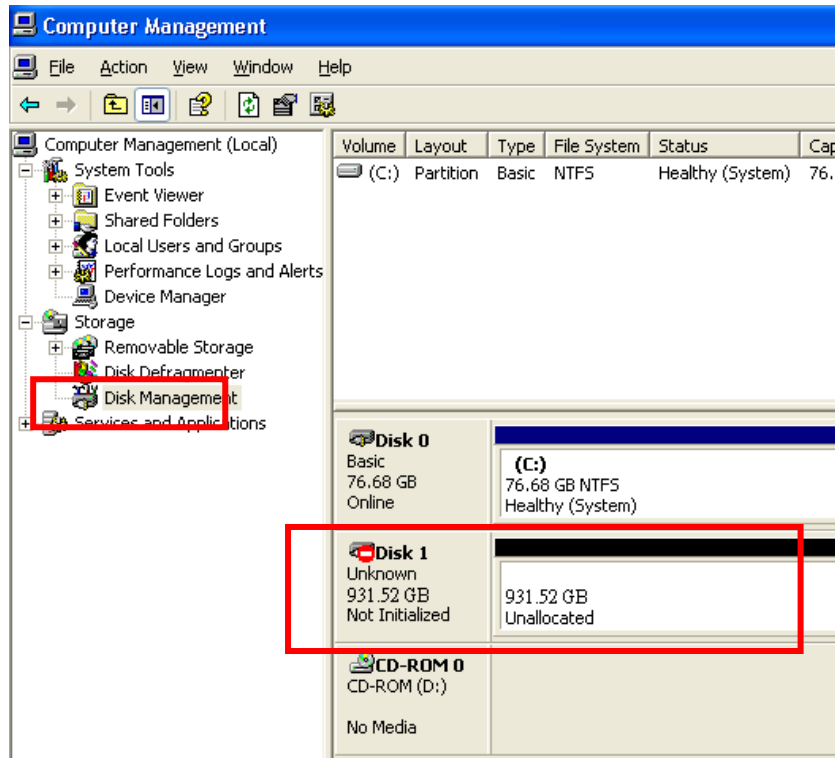 Computer Management
File Action View Window Help
Computer Management (Local)
System Tools
Event Viewer
Shared Folders
Local Users and Groups
Performance Logs and Alerts
Device Manager
Storage
Removable Storage
Disk Defragmenter
Disk Management
Services and Applications
Volume Layout Type File System Status Cap
(C:) Partition Basic NTFS Healthy (System) 76.
Disk 0
Basic
76.68 GB
Online
(C:)
76.68 GB NTFS
Healthy (System)
Disk 1
Unknown
931.52 GB
Not Initialized
931.52 GB
Unallocated
CD-ROM 0
CD-ROM (D:)
No Media